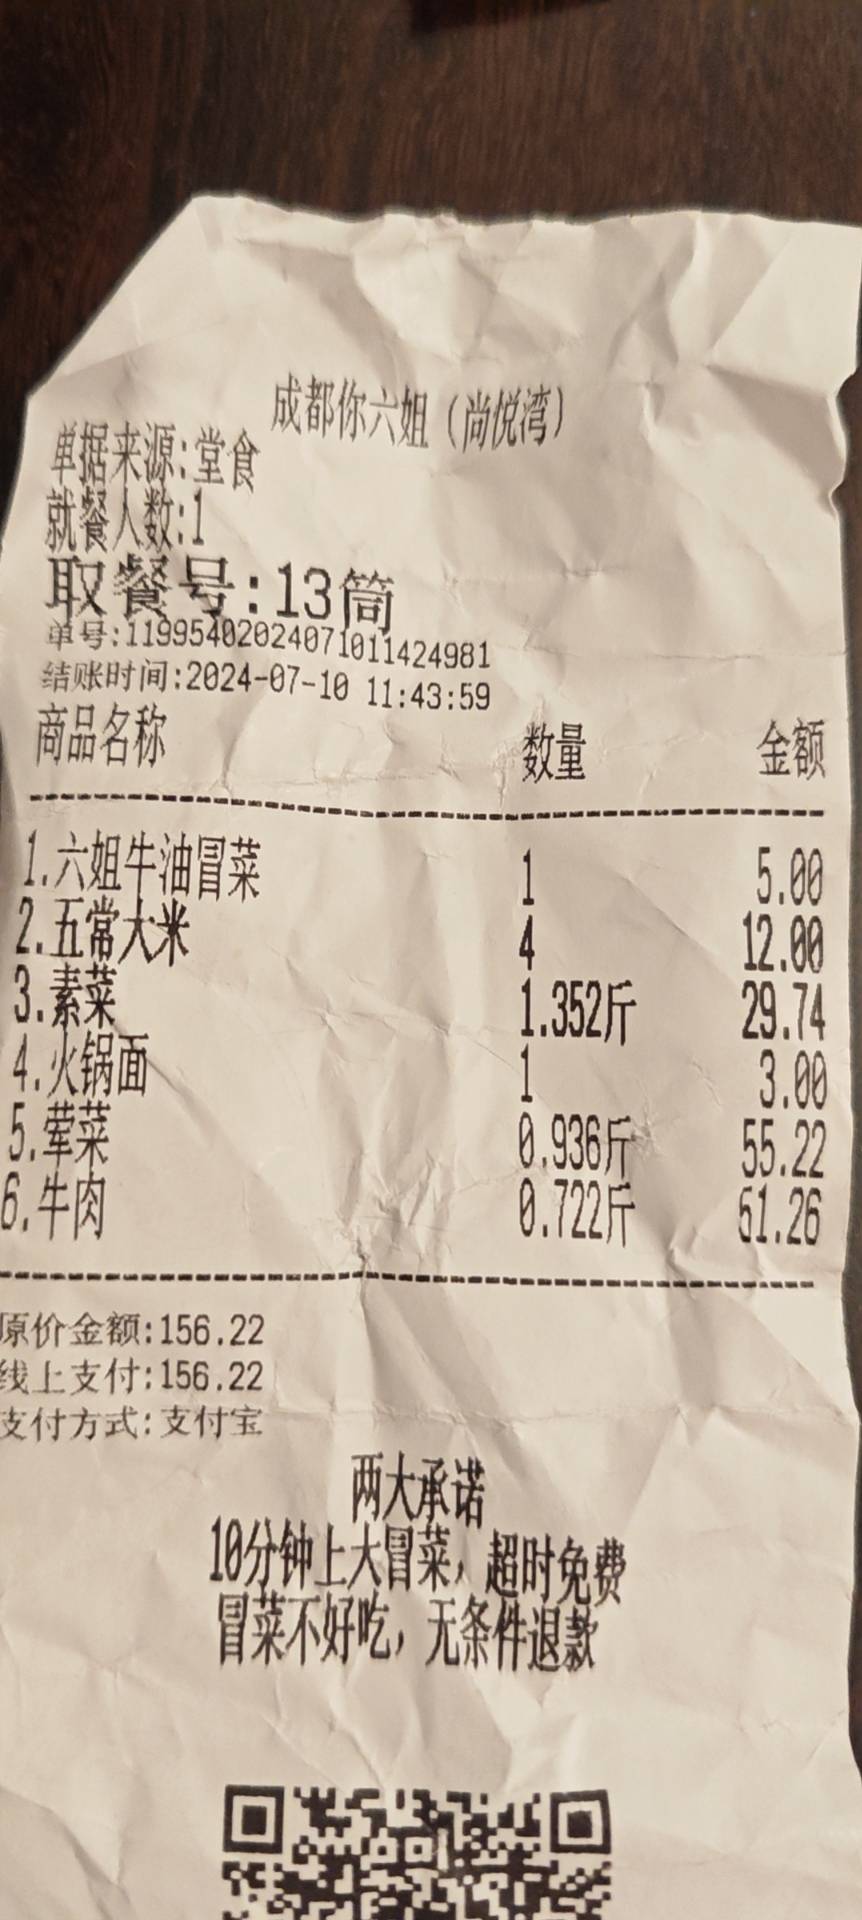 成都你六姐(尚悦湾)
单据来源:堂食
就餐人数:1
取餐号:13筒
单号:11995402024071011424981
结账时间:2024-07-10 11:43:59
商品名称 数量 金额
1.六姐牛油冒菜 1 5.00
2.五常大米 4 12.00
3.素菜 1.352斤 29.74
4.火锅面 1 3.00
5.荤菜 0.936斤 55.22
6.牛肉 0.722斤 51.26
原价金额:156.22
线上支付:156.22
支付方式:支付宝
两大承诺
10分钟上大冒菜，超时免费
冒菜不好吃，无条件退款